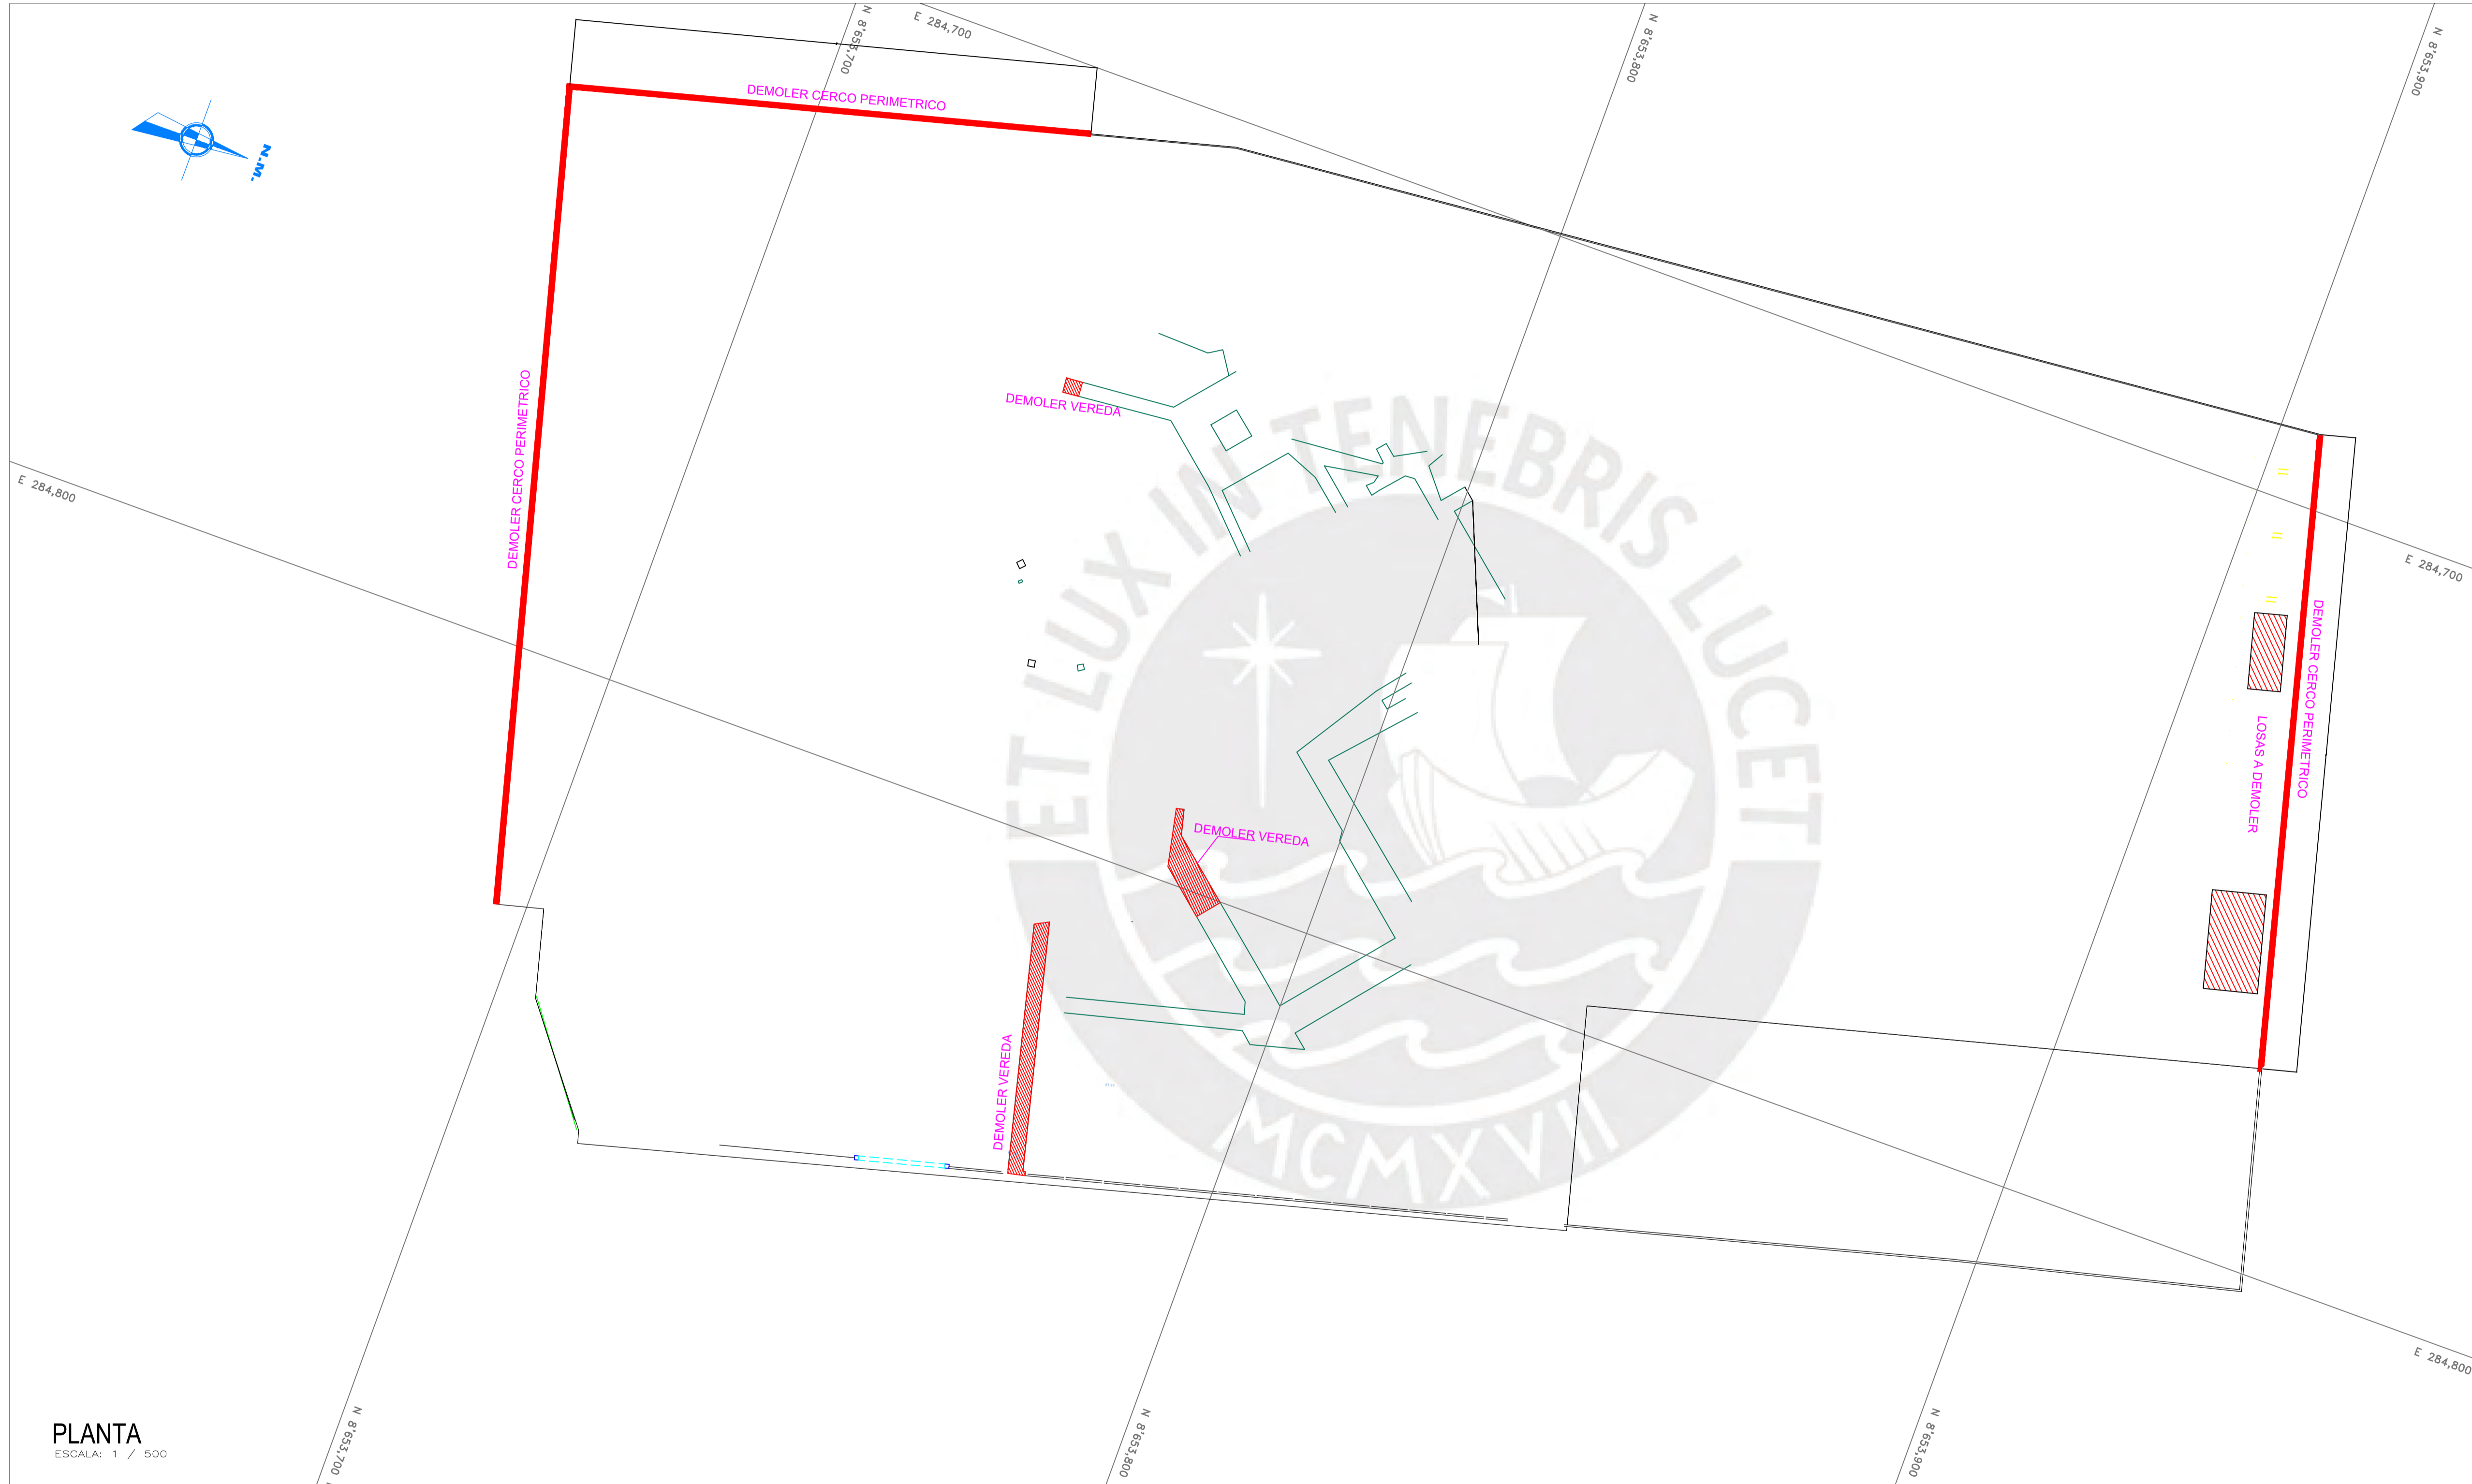 N 8'653,700
E 284,700
N 8'653,800
N 8'653,900
DEMOLER CERCO PERIMETRICO
N.M.
DEMOLER CERCO PERIMETRICO
DEMOLER VEREDA
E 284,800
E 284,700
ET LUX IN TENEBRIS LUCET
DEMOLER CERCO PERIMETRICO
LOSAS A DEMOLER
DEMOLER VEREDA
DEMOLER VEREDA
MCMXVII
E 284,800
PLANTA
ESCALA: 1 / 500
N 8'653,700
N 8'653,800
N 8'653,900